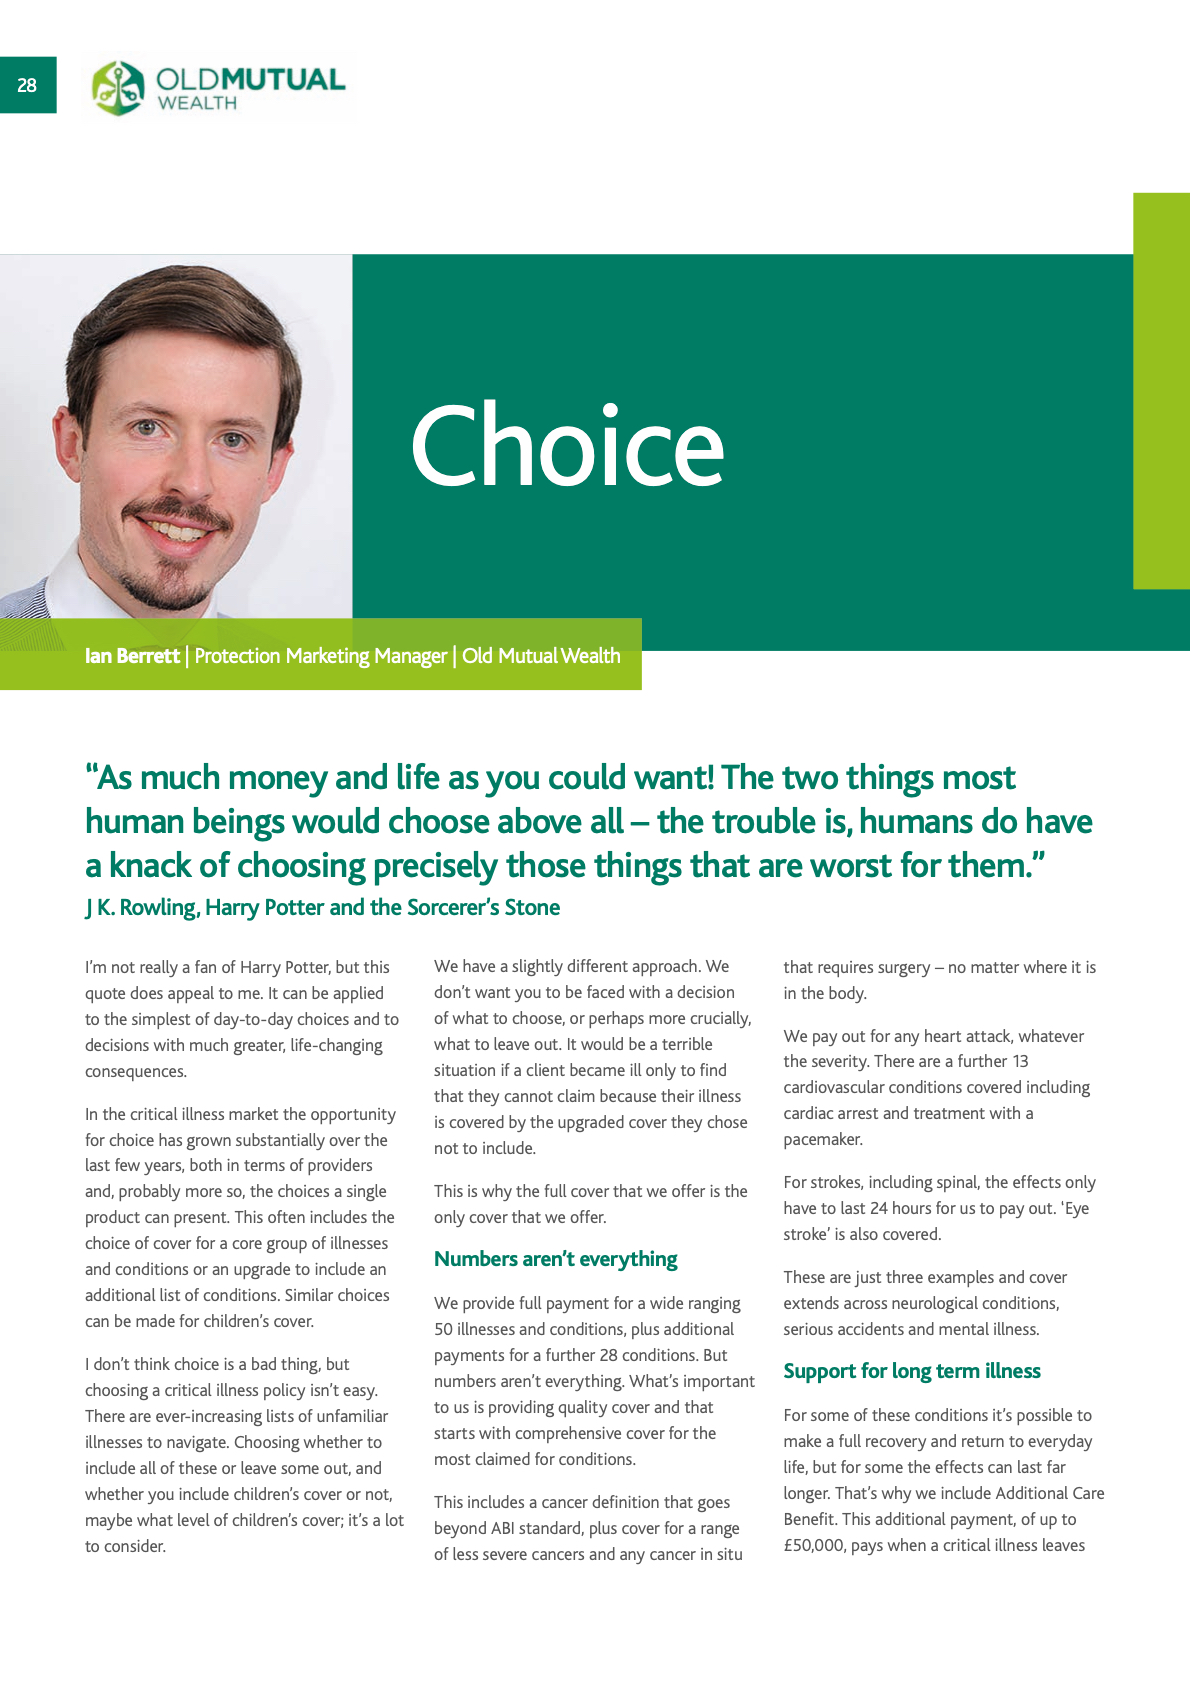 28
OLDMUTUAL
WEALTH
Choice
Ian Berrett | Protection Marketing Manager | Old Mutual Wealth
“As much money and life as you could want! The two things most
human beings would choose above all – the trouble is, humans do have
a knack of choosing precisely those things that are worst for them.”
J K. Rowling, Harry Potter and the Sorcerer’s Stone
I’m not really a fan of Harry Potter, but this
quote does appeal to me. It can be applied
to the simplest of day-to-day choices and to
decisions with much greater, life-changing
consequences.
In the critical illness market the opportunity
for choice has grown substantially over the
last few years, both in terms of providers
and, probably more so, the choices a single
product can present. This often includes the
choice of cover for a core group of illnesses
and conditions or an upgrade to include an
additional list of conditions. Similar choices
can be made for children’s cover.
I don’t think choice is a bad thing, but
choosing a critical illness policy isn’t easy.
There are ever-increasing lists of unfamiliar
illnesses to navigate. Choosing whether to
include all of these or leave some out, and
whether you include children’s cover or not,
maybe what level of children’s cover; it’s a lot
to consider.
We have a slightly different approach. We
don’t want you to be faced with a decision
of what to choose, or perhaps more crucially,
what to leave out. It would be a terrible
situation if a client became ill only to find
that they cannot claim because their illness
is covered by the upgraded cover they chose
not to include.
This is why the full cover that we offer is the
only cover that we offer.
Numbers aren’t everything
We provide full payment for a wide ranging
50 illnesses and conditions, plus additional
payments for a further 28 conditions. But
numbers aren’t everything. What’s important
to us is providing quality cover and that
starts with comprehensive cover for the
most claimed for conditions.
This includes a cancer definition that goes
beyond ABI standard, plus cover for a range
of less severe cancers and any cancer in situ
that requires surgery – no matter where it is
in the body.
We pay out for any heart attack, whatever
the severity. There are a further 13
cardiovascular conditions covered including
cardiac arrest and treatment with a
pacemaker.
For strokes, including spinal, the effects only
have to last 24 hours for us to pay out. ‘Eye
stroke’ is also covered.
These are just three examples and cover
extends across neurological conditions,
serious accidents and mental illness.
Support for long term illness
For some of these conditions it’s possible to
make a full recovery and return to everyday
life, but for some the effects can last far
longer. That’s why we include Additional Care
Benefit. This additional payment, of up to
£50,000, pays when a critical illness leaves